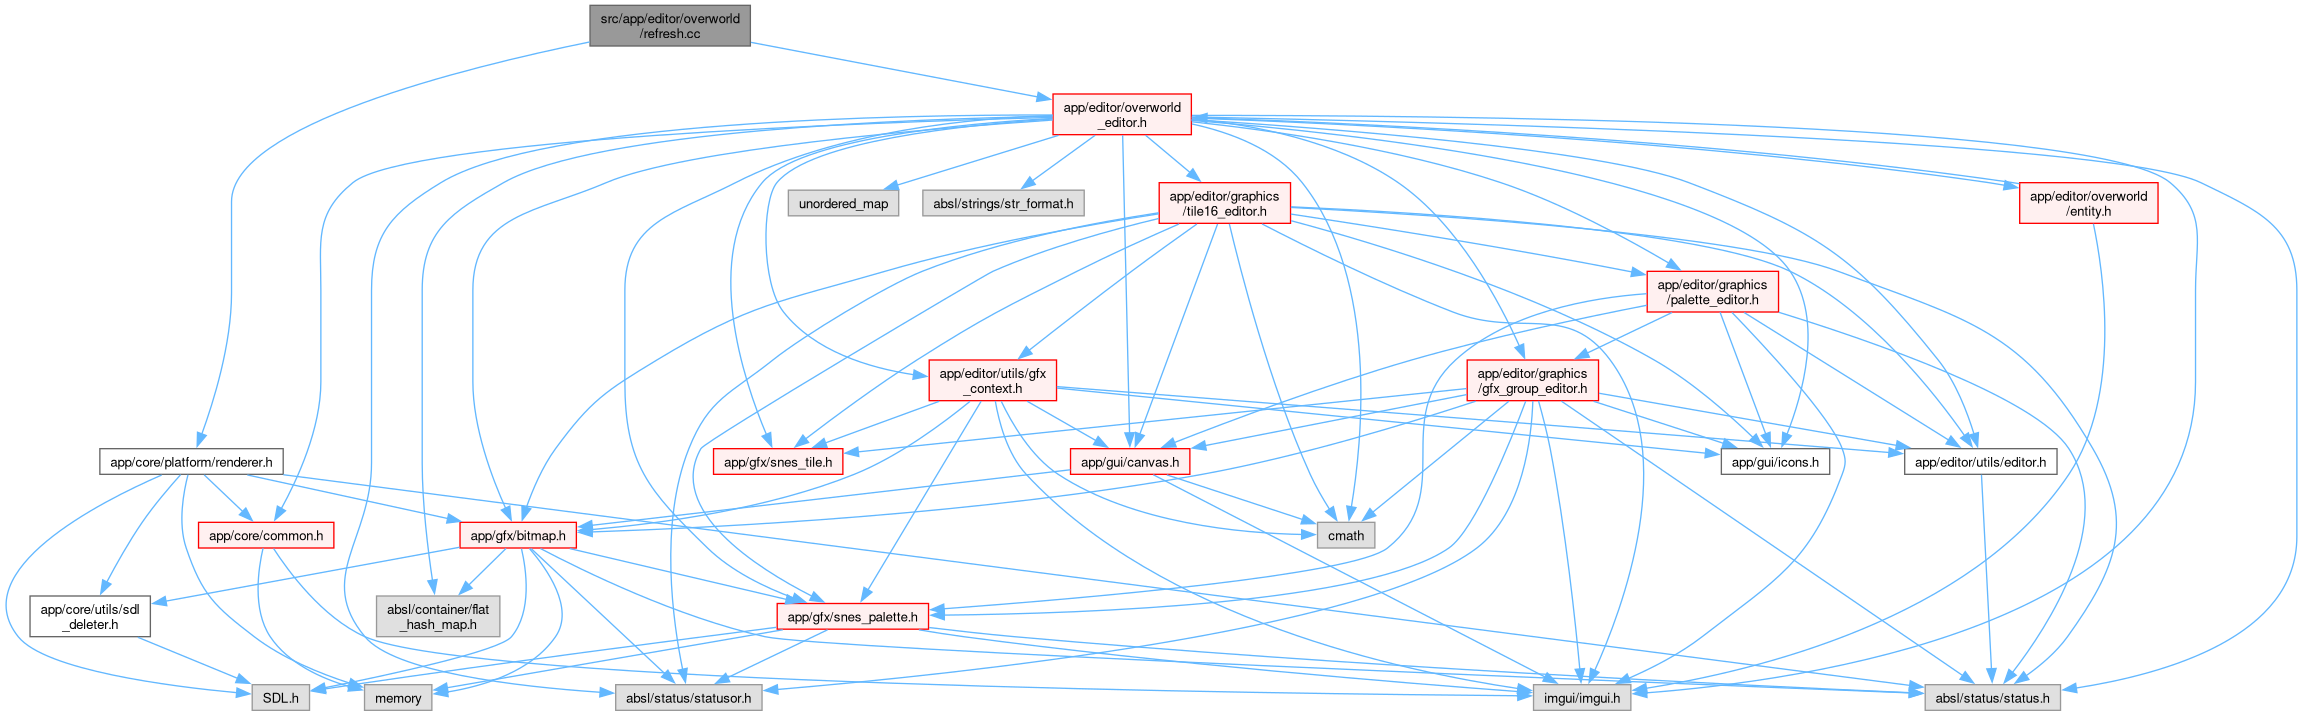 src/app/editor/overworld
/refresh.cc
app/editor/overworld
_editor.h
unordered_map
absl/strings/str_format.h
app/editor/graphics
/tile16_editor.h
app/editor/overworld
/entity.h
app/editor/graphics
/palette_editor.h
app/editor/utils/gfx
_context.h
app/editor/graphics
/gfx_group_editor.h
app/core/platform/renderer.h
app/gfx/snes_tile.h
app/gui/canvas.h
app/gui/icons.h
app/editor/utils/editor.h
app/core/common.h
app/gfx/bitmap.h
cmath
app/core/utils/sdl
_deleter.h
absl/container/flat
_hash_map.h
app/gfx/snes_palette.h
SDL.h
memory
absl/status/statusor.h
imgui/imgui.h
absl/status/status.h